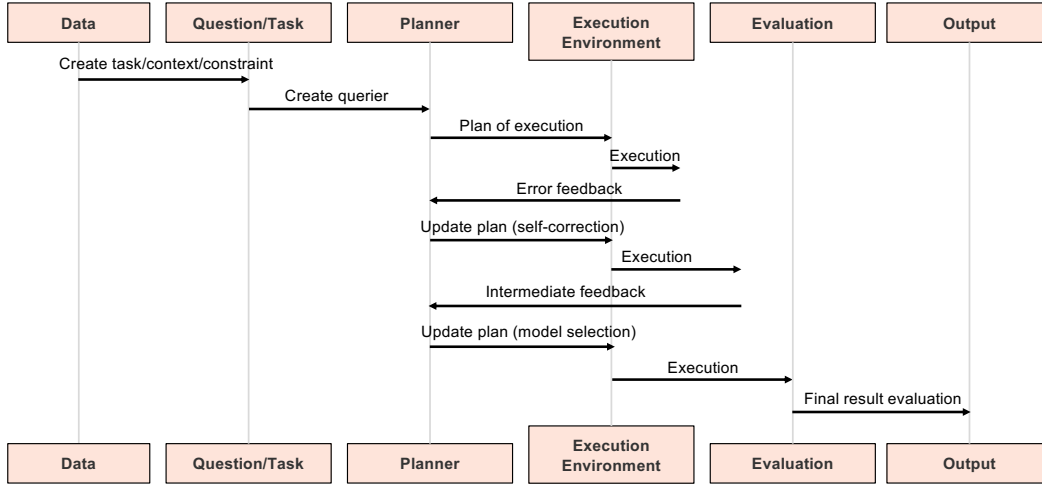 Data
Question/Task
Planner
Execution
Environment
Evaluation
Output
Create task/context/constraint
Create querier
Plan of execution
Execution
Error feedback
Update plan (self-correction)
Execution
Intermediate feedback
Update plan (model selection)
Execution
Final result evaluation
Data
Question/Task
Planner
Execution
Environment
Evaluation
Output